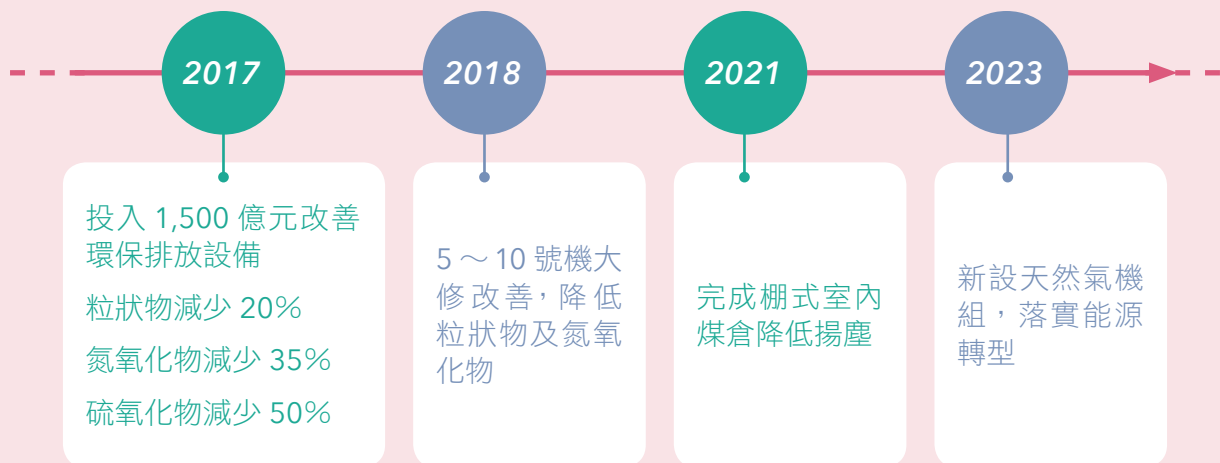 2017
投入 1,500 億元改善
環保排放設備
粒狀物減少 20%
氮氧化物減少 35%
硫氧化物減少 50%
2018
5～10 號機大
修改善，降低
粒狀物及氮氧
化物
2021
完成棚式室內
煤倉降低揚塵
2023
新設天然氣機
組，落實能源
轉型